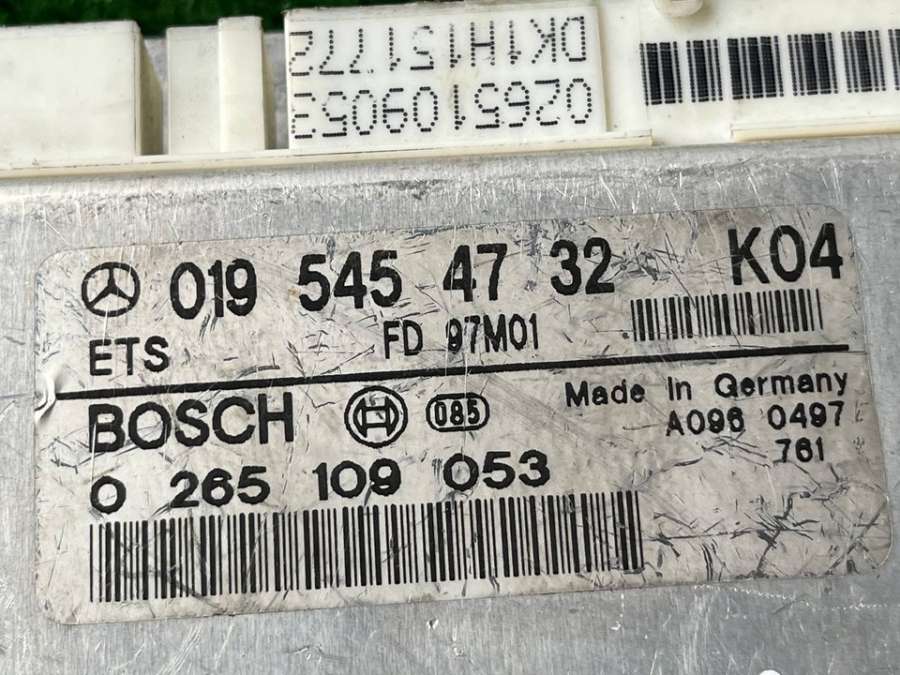 DK1H151772
0265109053
019 545 47 32 K04
ETS FD 97M01
BOSCH 085 Made In Germany
A096 0497
0 265 109 053 761